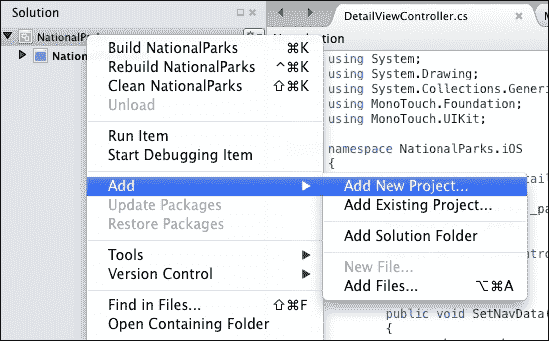 Solution
DetailViewController.cs
NationalP
Nation
Build NationalParks ⌘K
Rebuild NationalParks ^⌘K
Clean NationalParks ⇧⌘K
Unload
Run Item
Start Debugging Item
Add
Update Packages
Restore Packages
Tools
Version Control
Find in Files... ⇧⌘F
Open Containing Folder
Add New Project...
Add Existing Project...
Add Solution Folder
New File...
Add Files... ⌥⌘A
using System;
using System.Drawing;
using System.Collections.Generi
using MonoTouch.Foundation;
using MonoTouch.UIKit;
namespace NationalParks.iOS
{
public void SetNavData(
{